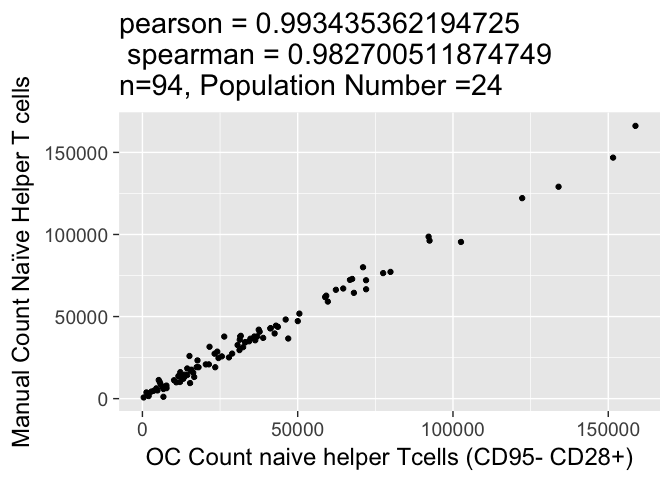 pearson = 0.993435362194725
spearman = 0.982700511874749
n=94, Population Number =24
Manual Count Naïve Helper T cells
150000
100000
50000
0
0 50000 100000 150000
OC Count naive helper Tcells (CD95- CD28+)